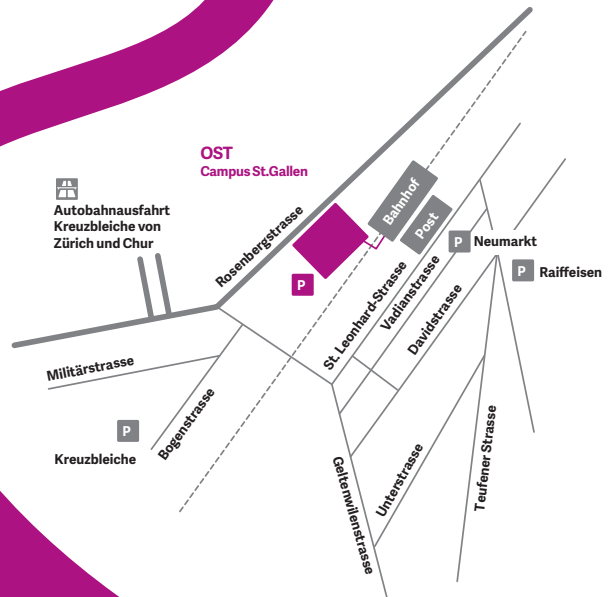 OST
Campus St.Gallen
Autobahnausfahrt
Kreuzbleiche von
Zürich und Chur
Rosenbergstrasse
Bahnhof
Post
P
Neumarkt
P
Raiffeisen
P
St. Leonhard-Strasse
Vadianstrasse
Davidstrasse
Militärstrasse
Bogenstrasse
P
Kreuzbleiche
Geltenwilenstrasse
Unterstrasse
Teufener Strasse